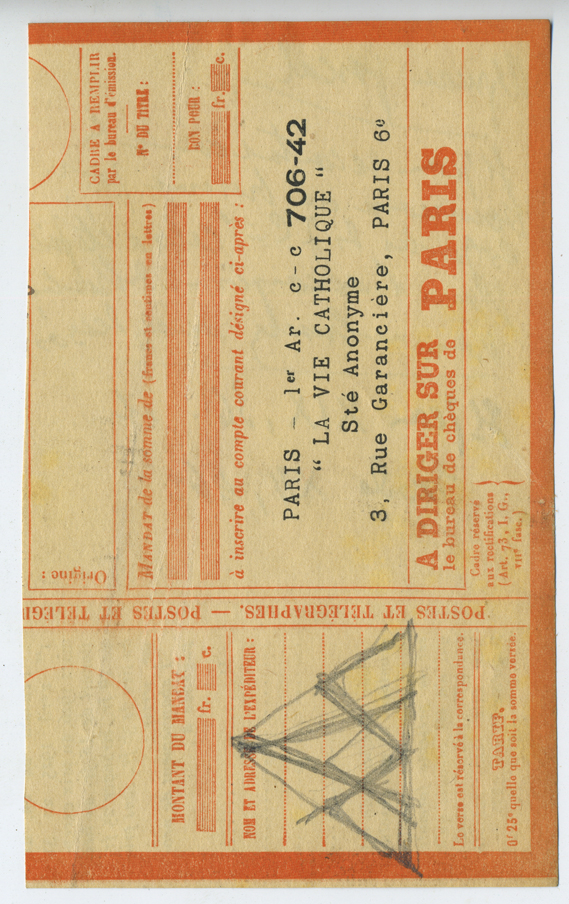 CADRE A REMPLIR
par le bureau d'émission.
N° DU TITRE :
BON POUR :
fr. c.
Origine :
MANDAT de la somme de (francs et centimes en lettres)
à inscrire au compte courant désigné ci-après :
PARIS – 1er Ar. c-c 706-42
“ LA VIE CATHOLIQUE “
Sté Anonyme
3, Rue Garancière, PARIS 6e
A DIRIGER SUR PARIS
le bureau de chèques de
Cadre réservé
aux rectifications
(Art. 73, I. G.,
VIIe fasc.)
POSTES ET TÉLÉGRAPHES. — POSTES ET TÉLÉGR
MONTANT DU MANDAT :
fr. c.
NOM ET ADRESSE DE L'EXPÉDITEUR :
Le verso est réservé à la correspondance.
TARIF.
0f 25c quelle que soit la somme versée.